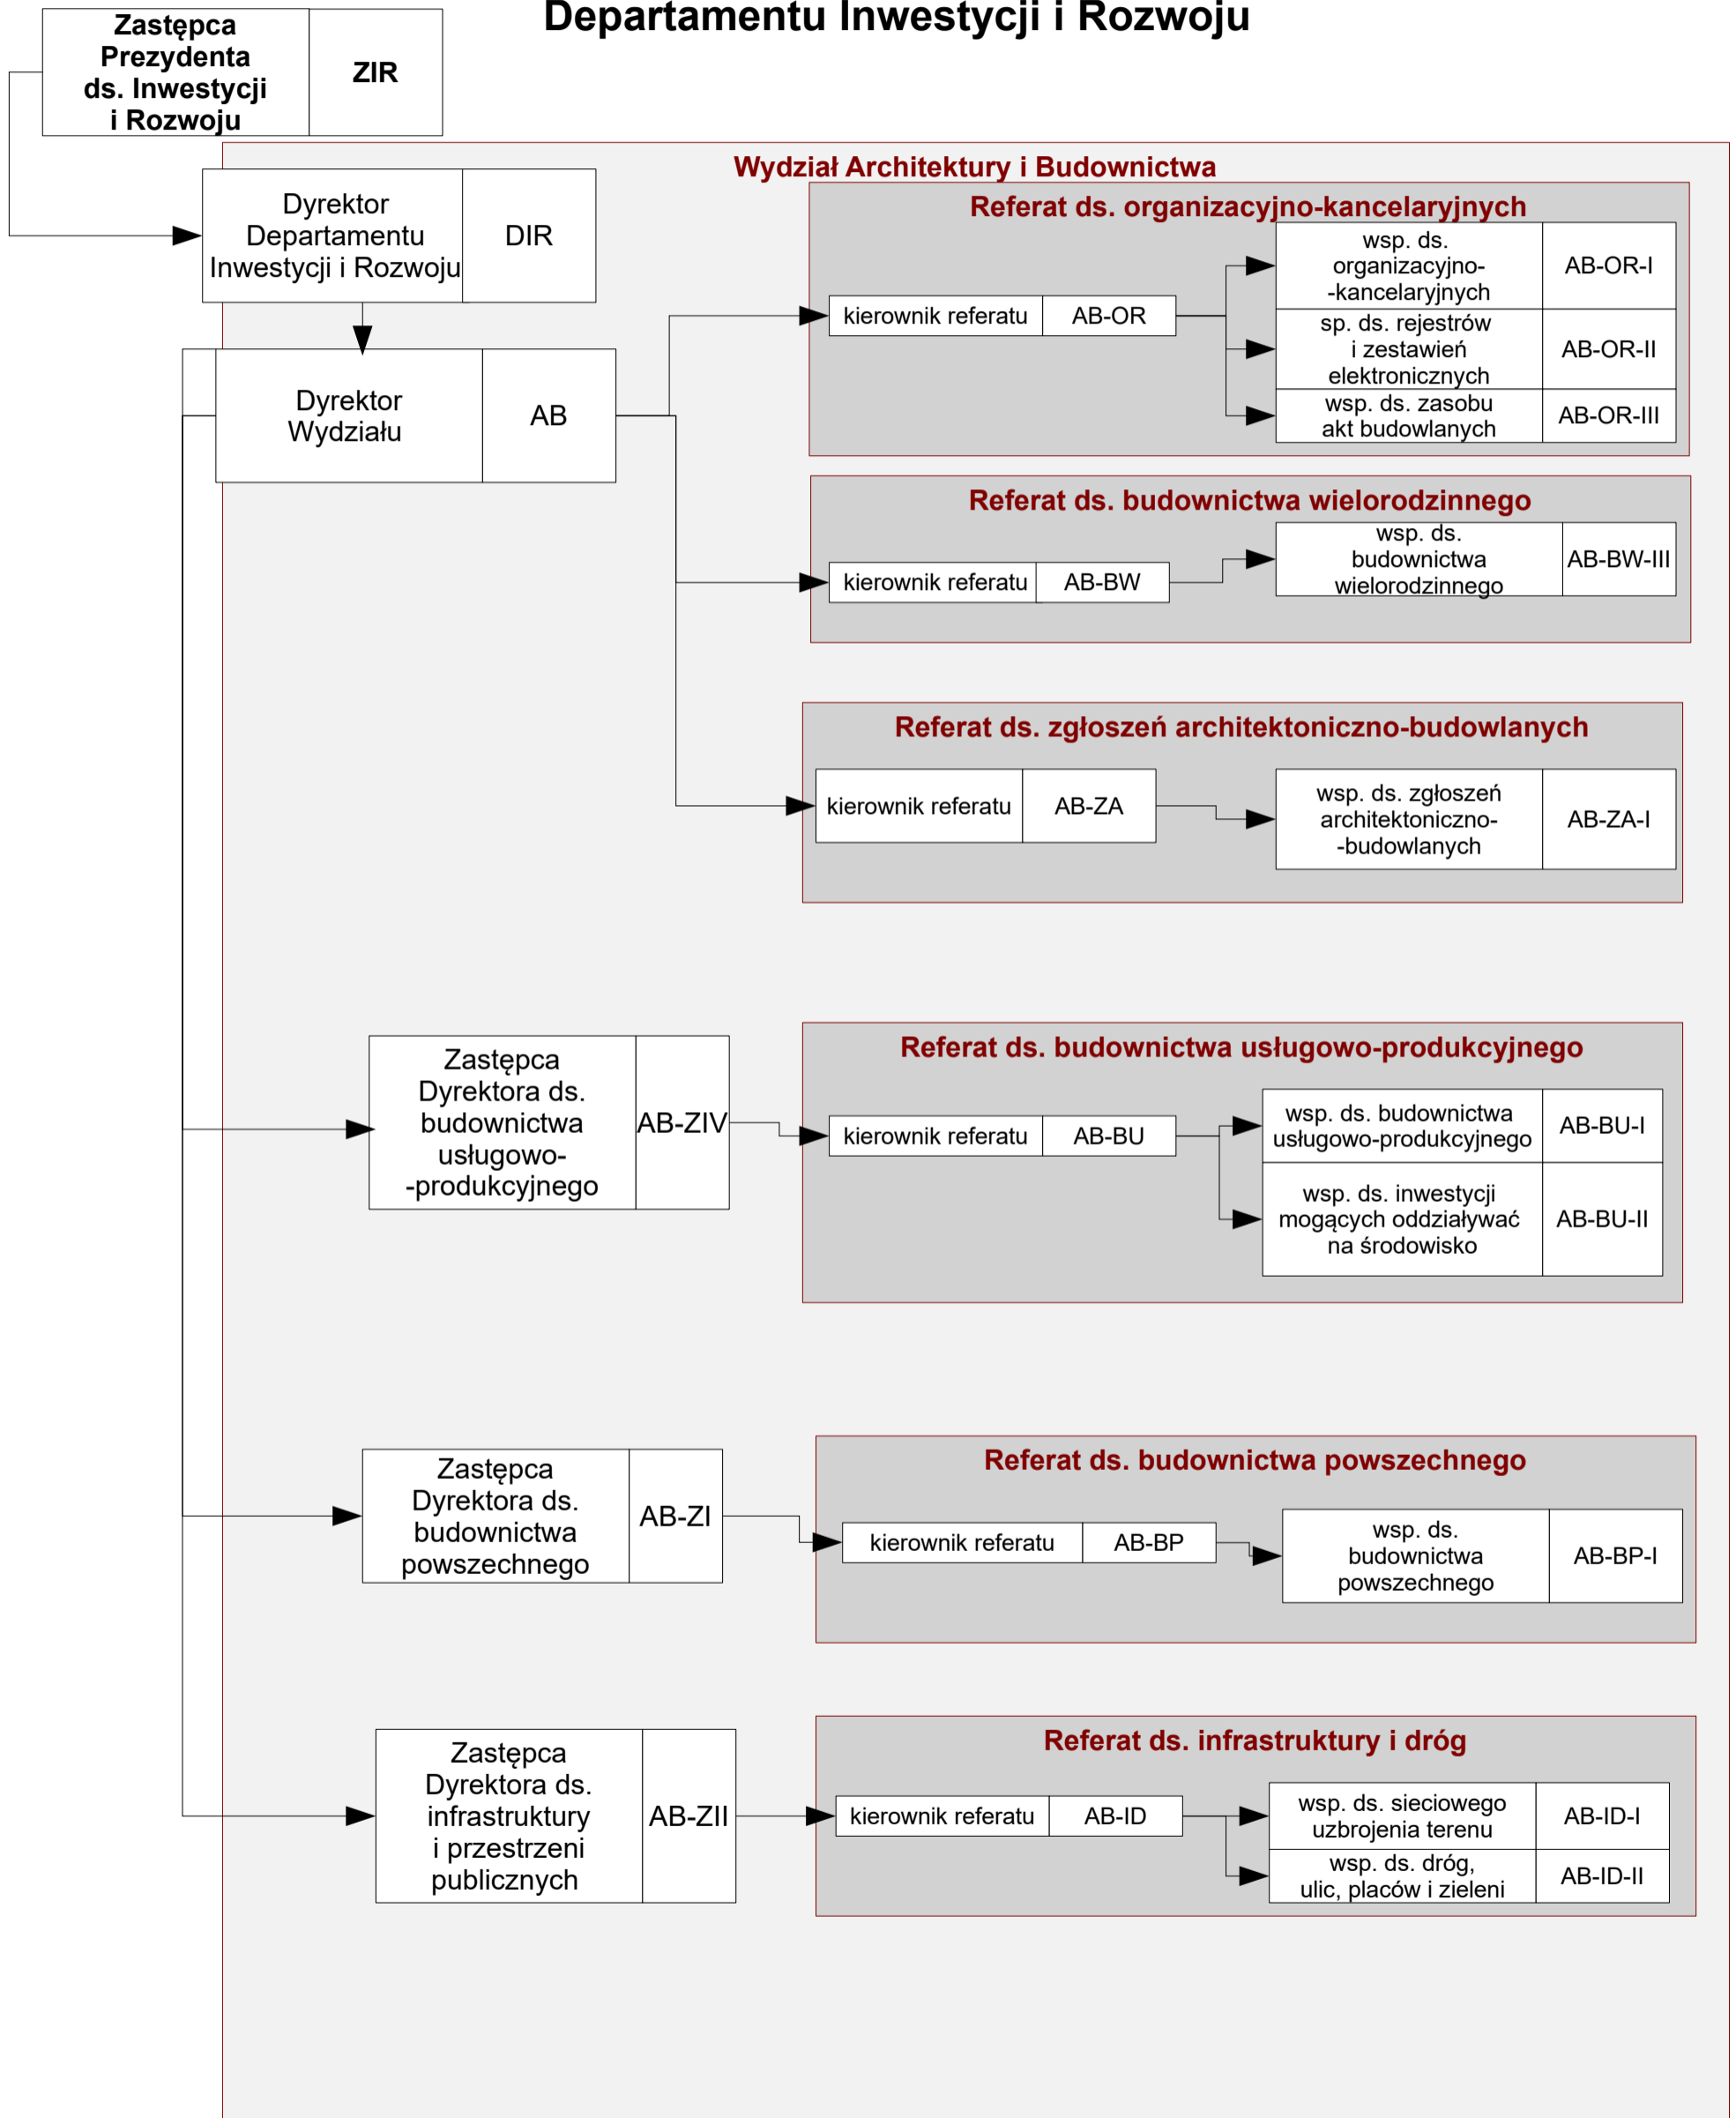 Departamentu Inwestycji i Rozwoju
Zastępca
Prezydenta
ds. Inwestycji
i Rozwoju
ZIR
Wydział Architektury i Budownictwa
Dyrektor
Departamentu
Inwestycji i Rozwoju
DIR
Dyrektor
Wydziału
AB
Referat ds. organizacyjno-kancelaryjnych
kierownik referatu
AB-OR
wsp. ds.
organizacyjno-
-kancelaryjnych
AB-OR-I
sp. ds. rejestrów
i zestawień
elektronicznych
AB-OR-II
wsp. ds. zasobu
akt budowlanych
AB-OR-III
Referat ds. budownictwa wielorodzinnego
kierownik referatu
AB-BW
wsp. ds.
budownictwa
wielorodzinnego
AB-BW-III
Referat ds. zgłoszeń architektoniczno-budowlanych
kierownik referatu
AB-ZA
wsp. ds. zgłoszeń
architektoniczno-
-budowlanych
AB-ZA-I
Zastępca
Dyrektora ds.
budownictwa
usługowo-
-produkcyjnego
AB-ZIV
Referat ds. budownictwa usługowo-produkcyjnego
kierownik referatu
AB-BU
wsp. ds. budownictwa
usługowo-produkcyjnego
AB-BU-I
wsp. ds. inwestycji
mogących oddziaływać
na środowisko
AB-BU-II
Zastępca
Dyrektora ds.
budownictwa
powszechnego
AB-ZI
Referat ds. budownictwa powszechnego
kierownik referatu
AB-BP
wsp. ds.
budownictwa
powszechnego
AB-BP-I
Zastępca
Dyrektora ds.
infrastruktury
i przestrzeni
publicznych
AB-ZII
Referat ds. infrastruktury i dróg
kierownik referatu
AB-ID
wsp. ds. sieciowego
uzbrojenia terenu
AB-ID-I
wsp. ds. dróg,
ulic, placów i zieleni
AB-ID-II